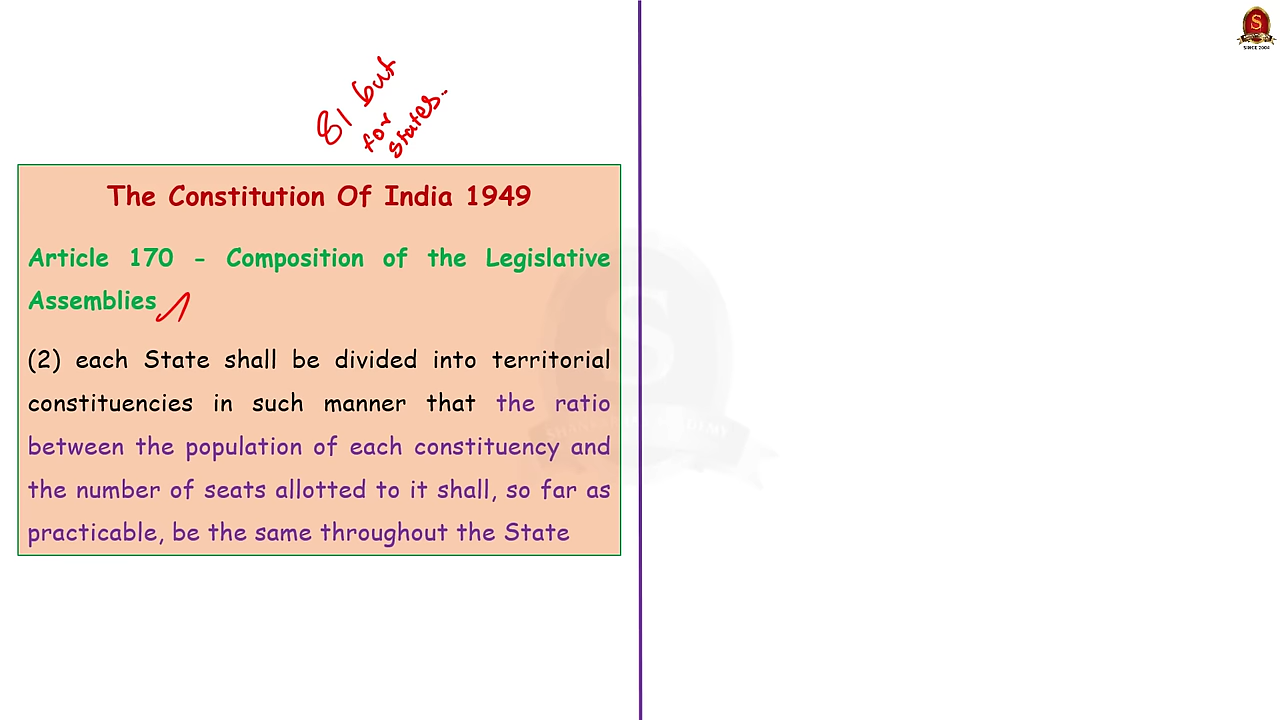 81 but
for
states..
The Constitution Of India 1949
Article 170 - Composition of the Legislative
Assemblies
(2) each State shall be divided into territorial
constituencies in such manner that the ratio
between the population of each constituency and
the number of seats allotted to it shall, so far as
practicable, be the same throughout the State
S
SINCE 2004